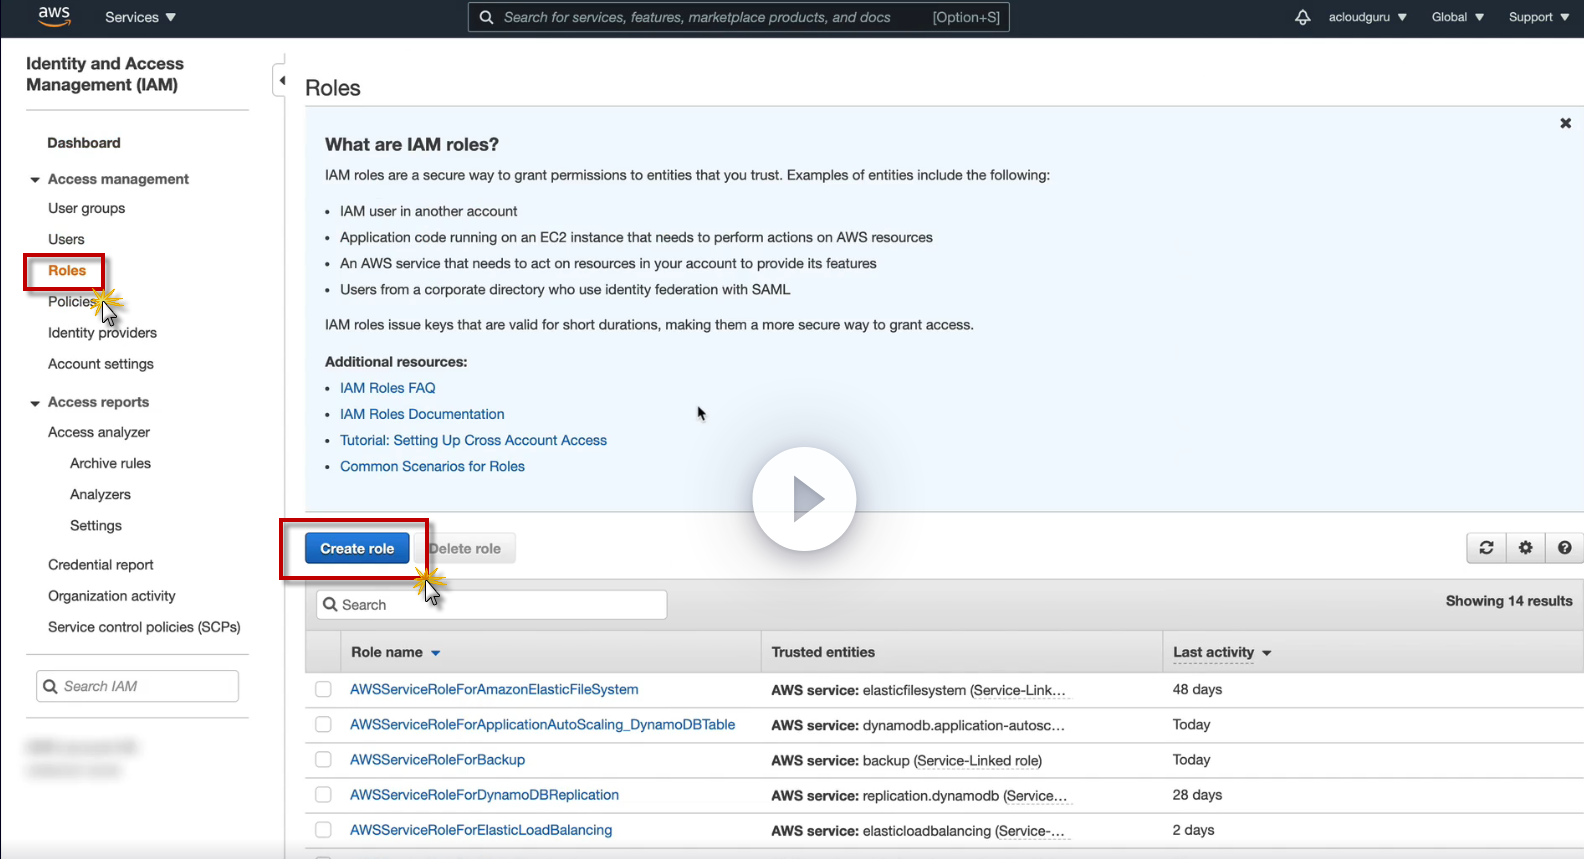 aws
Services
Search for services, features, marketplace products, and docs [Option+S]
acloudguru
Global
Support
Identity and Access
Management (IAM)
Dashboard
Access management
User groups
Users
Roles
Policies
Identity providers
Account settings
Access reports
Access analyzer
Archive rules
Analyzers
Settings
Credential report
Organization activity
Service control policies (SCPs)
Search IAM
Roles
What are IAM roles?
IAM roles are a secure way to grant permissions to entities that you trust. Examples of entities include the following:
• IAM user in another account
• Application code running on an EC2 instance that needs to perform actions on AWS resources
• An AWS service that needs to act on resources in your account to provide its features
• Users from a corporate directory who use identity federation with SAML
IAM roles issue keys that are valid for short durations, making them a more secure way to grant access.
Additional resources:
• IAM Roles FAQ
• IAM Roles Documentation
• Tutorial: Setting Up Cross Account Access
• Common Scenarios for Roles
Create role Delete role
Search
Showing 14 results
Role name Trusted entities Last activity
AWSServiceRoleForAmazonElasticFileSystem AWS service: elasticfilesystem (Service-Link... 48 days
AWSServiceRoleForApplicationAutoScaling_DynamoDBTable AWS service: dynamodb.application-autosc... Today
AWSServiceRoleForBackup AWS service: backup (Service-Linked role) Today
AWSServiceRoleForDynamoDBReplication AWS service: replication.dynamodb (Service... 28 days
AWSServiceRoleForElasticLoadBalancing AWS service: elasticloadbalancing (Service-... 2 days